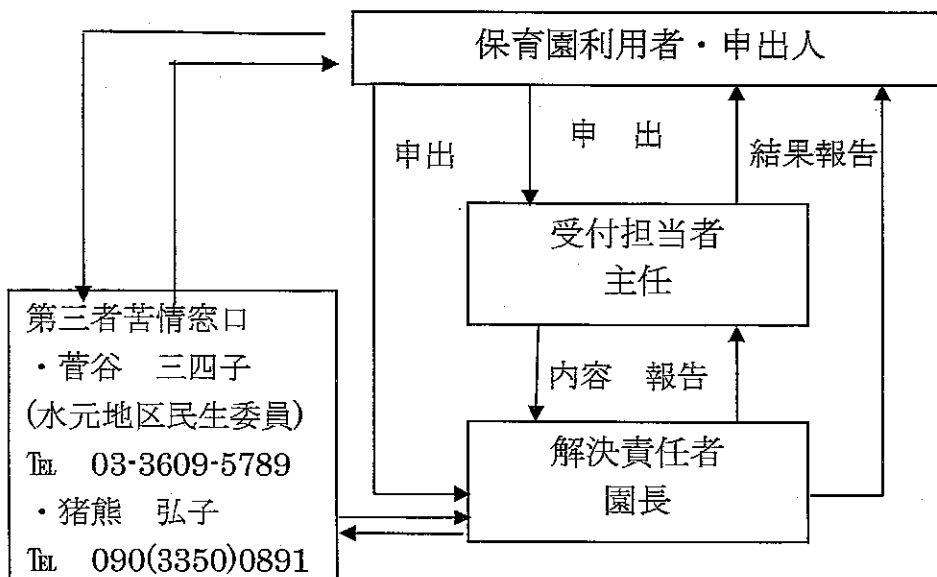 保育園利用者・申出人
申出
申　出
結果報告
受付担当者
主任
内容　報告
解決責任者
園長
第三者苦情窓口
・菅谷　三四子
(水元地区民生委員)
℡　03-3609-5789
・猪熊　弘子
℡　090(3350)0891